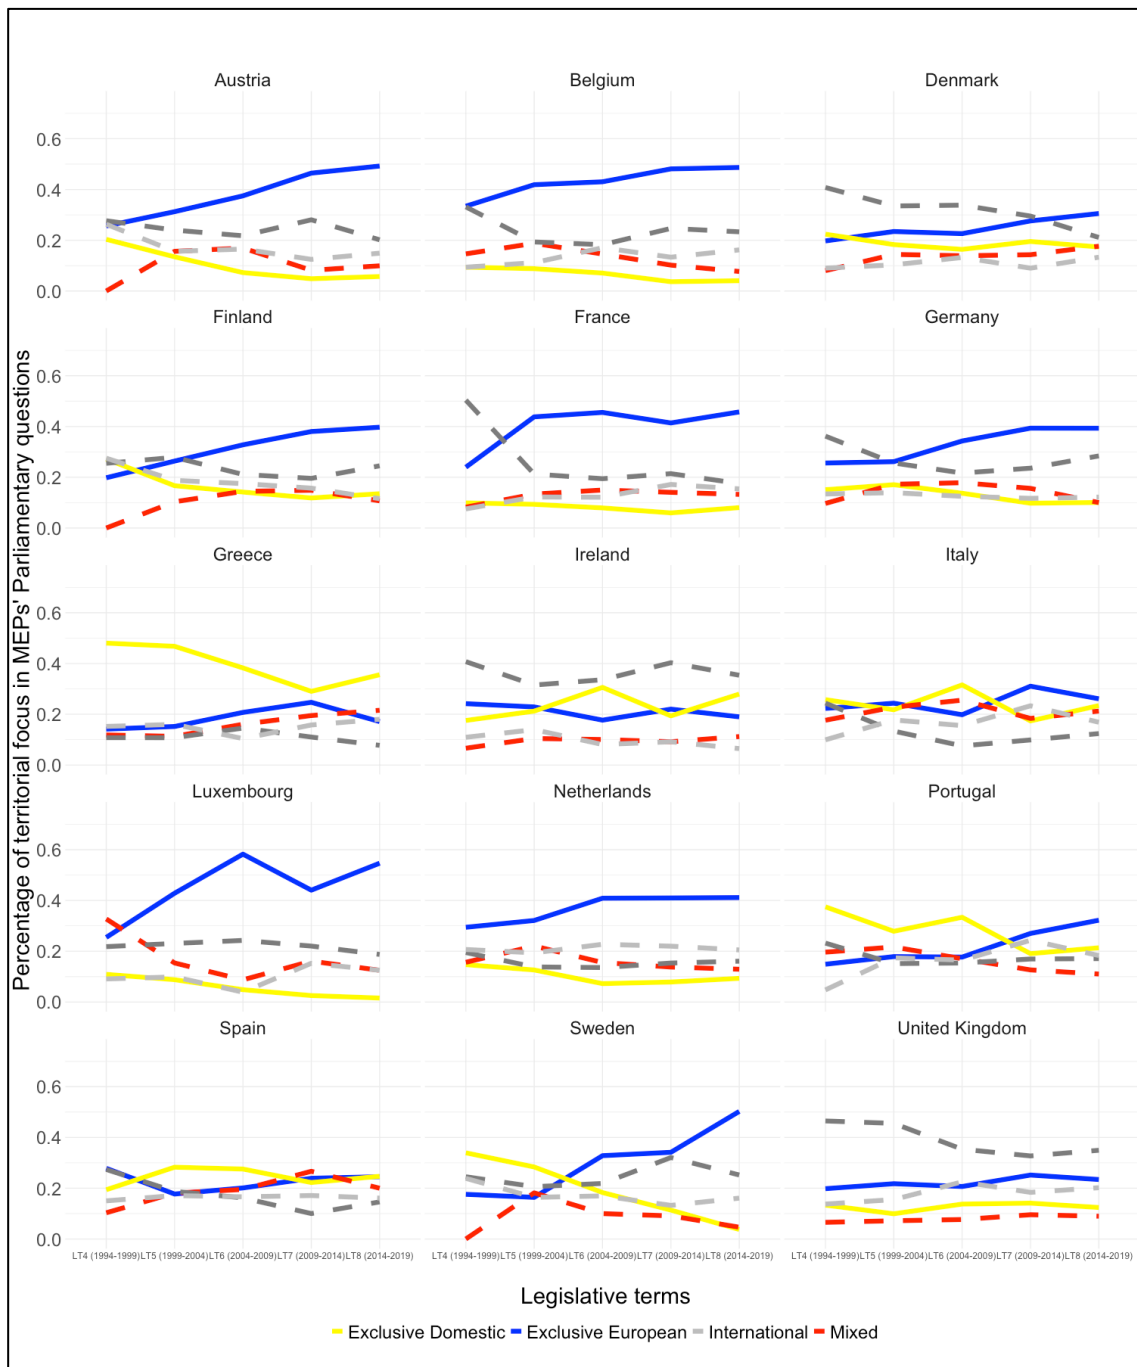 Austria Belgium Denmark
0.6
0.4
0.2
0.0
Finland France Germany
0.6
0.4
0.2
0.0
Greece Ireland Italy
0.6
0.4
0.2
0.0
Luxembourg Netherlands Portugal
0.6
0.4
0.2
0.0
Spain Sweden United Kingdom
0.6
0.4
0.2
0.0
Percentage of territorial focus in MEPs' Parliamentary questions
LT4 (1994-1999) LT5 (1999-2004) LT6 (2004-2009) LT7 (2009-2014) LT8 (2014-2019) LT4 (1994-1999) LT5 (1999-2004) LT6 (2004-2009) LT7 (2009-2014) LT8 (2014-2019) LT4 (1994-1999) LT5 (1999-2004) LT6 (2004-2009) LT7 (2009-2014) LT8 (2014-2019)
Legislative terms
Exclusive Domestic Exclusive European International Mixed